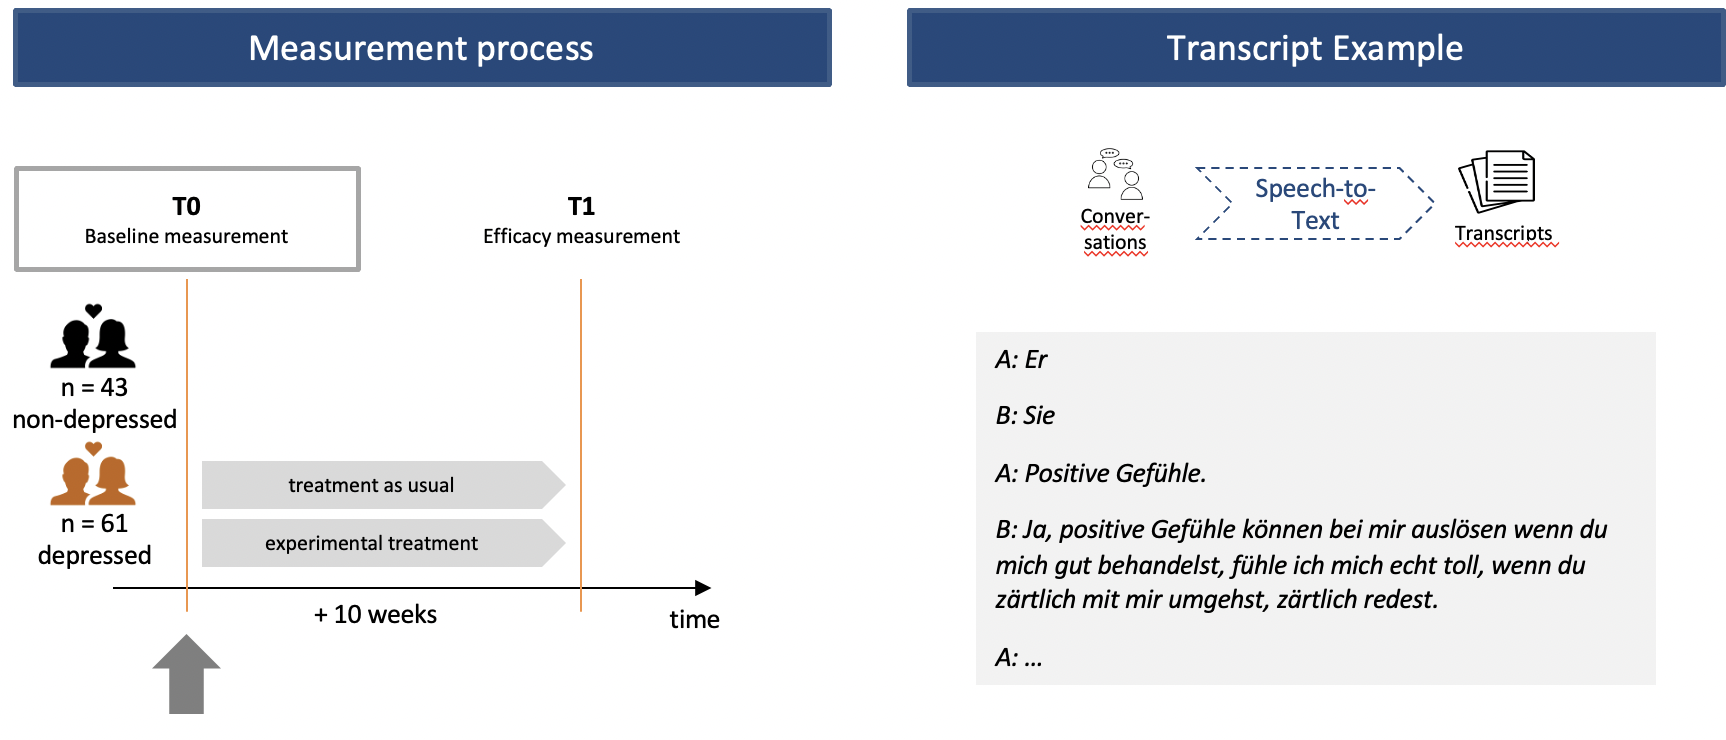 Measurement process
T0
Baseline measurement
T1
Efficacy measurement
n = 43
non-depressed
n = 61
depressed
treatment as usual
experimental treatment
+ 10 weeks
time
Transcript Example
Conver-
sations
Speech-to-
Text
Transcripts
A: Er
B: Sie
A: Positive Gefühle.
B: Ja, positive Gefühle können bei mir auslösen wenn du
mich gut behandelst, fühle ich mich echt toll, wenn du
zärtlich mit mir umgehst, zärtlich redest.
A: ...